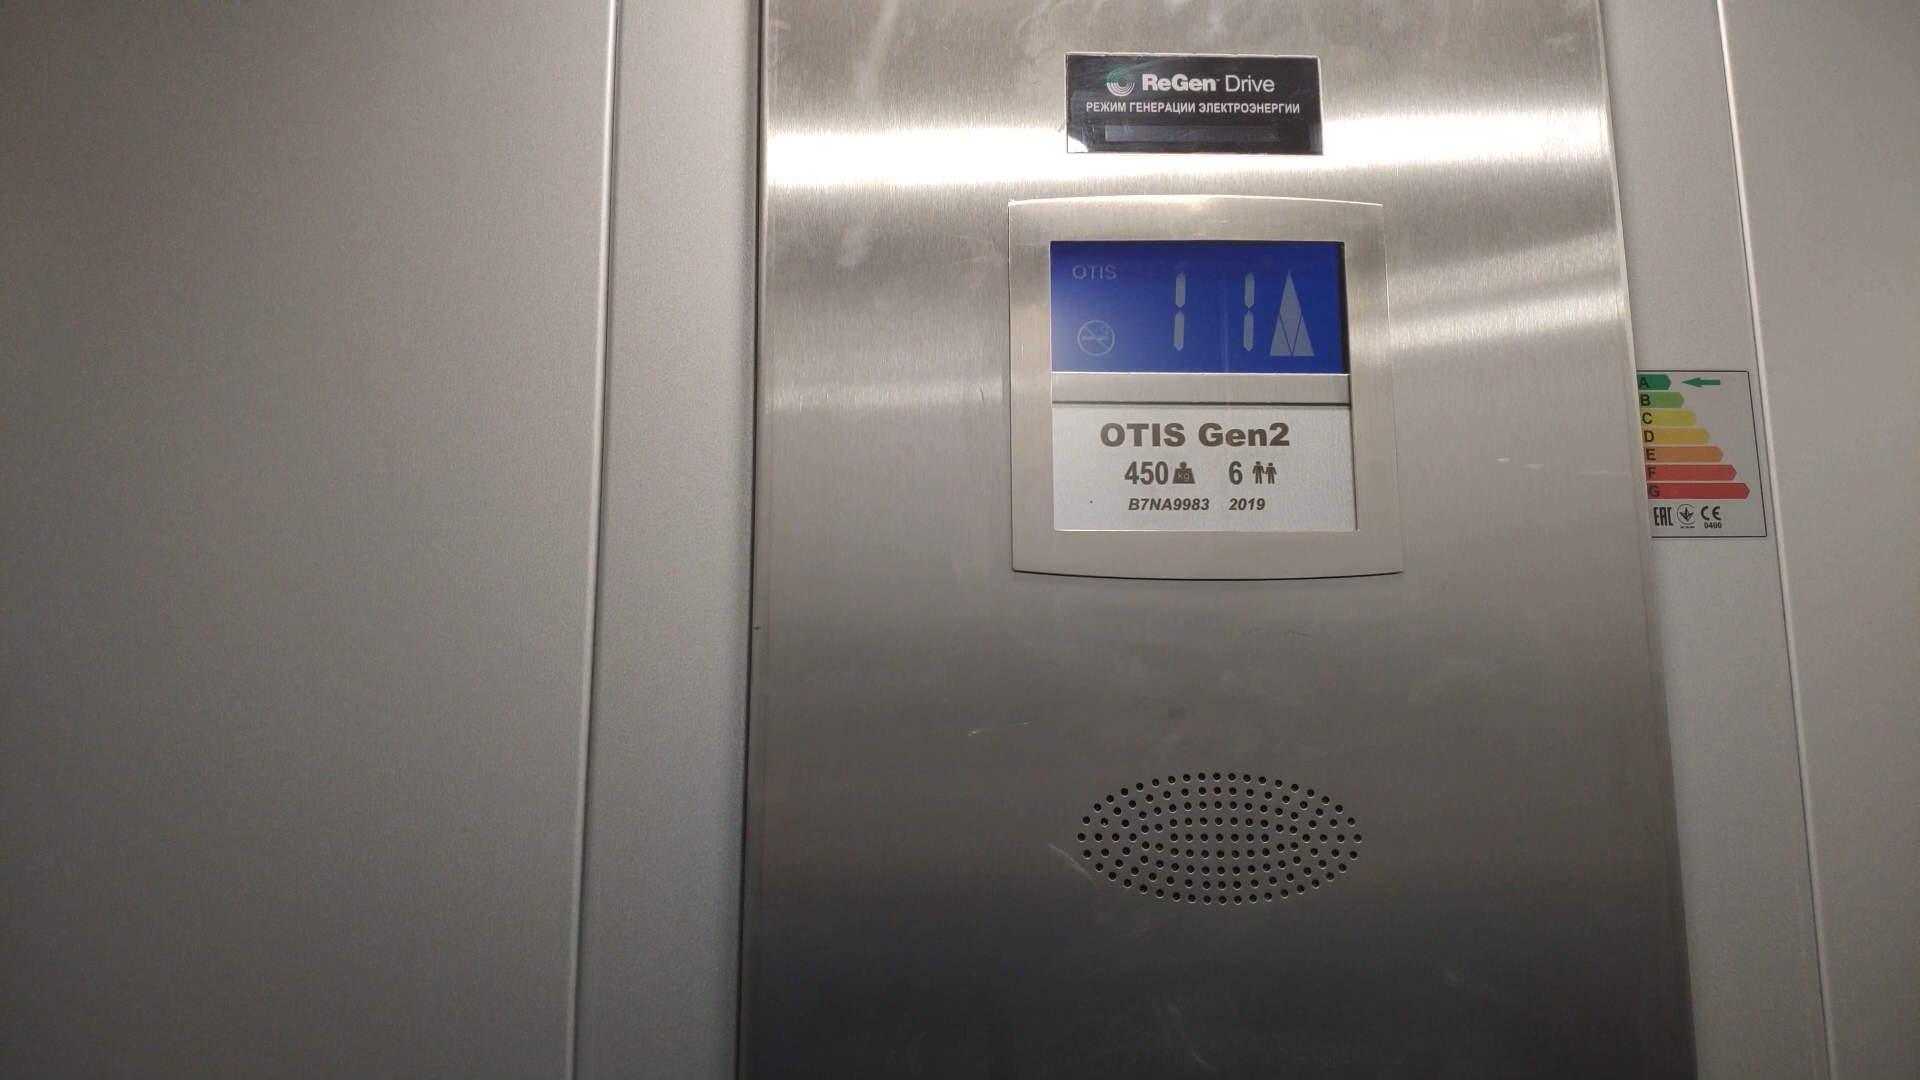 ReGen Drive
РЕЖИМ ГЕНЕРАЦИИ ЭЛЕКТРОЭНЕРГИИ
OTIS
11
OTIS Gen2
450 kg 6
B7NA9983 2019
A
B
C
D
E
F
G
EAC CE
0400